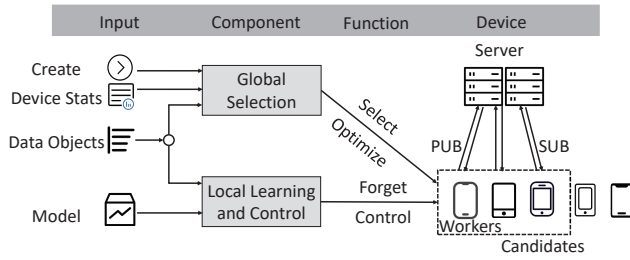 Input Component Function Device
Server
Create
Device Stats
Global
Selection
Select
Optimize
Data Objects
PUB SUB
Local Learning
and Control
Forget
Control
Model
Workers
Candidates